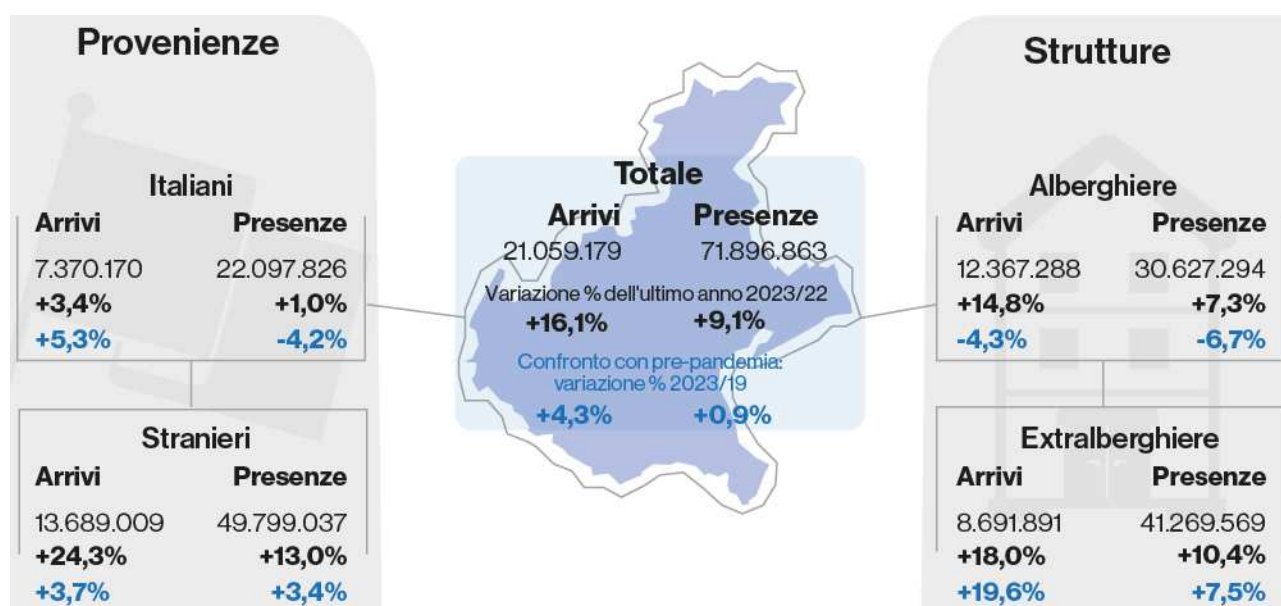 Provenienze
Italiani
Arrivi Presenze
7.370.170 22.097.826
+3,4% +1,0%
+5,3% -4,2%
Stranieri
Arrivi Presenze
13.689.009 49.799.037
+24,3% +13,0%
+3,7% +3,4%
Totale
Arrivi Presenze
21.059.179 71.896.863
Variazione % dell'ultimo anno 2023/22
+16,1% +9,1%
Confronto con pre-pandemia:
variazione % 2023/19
+4,3% +0,9%
Strutture
Alberghiere
Arrivi Presenze
12.367.288 30.627.294
+14,8% +7,3%
-4,3% -6,7%
Extralberghiere
Arrivi Presenze
8.691.891 41.269.569
+18,0% +10,4%
+19,6% +7,5%